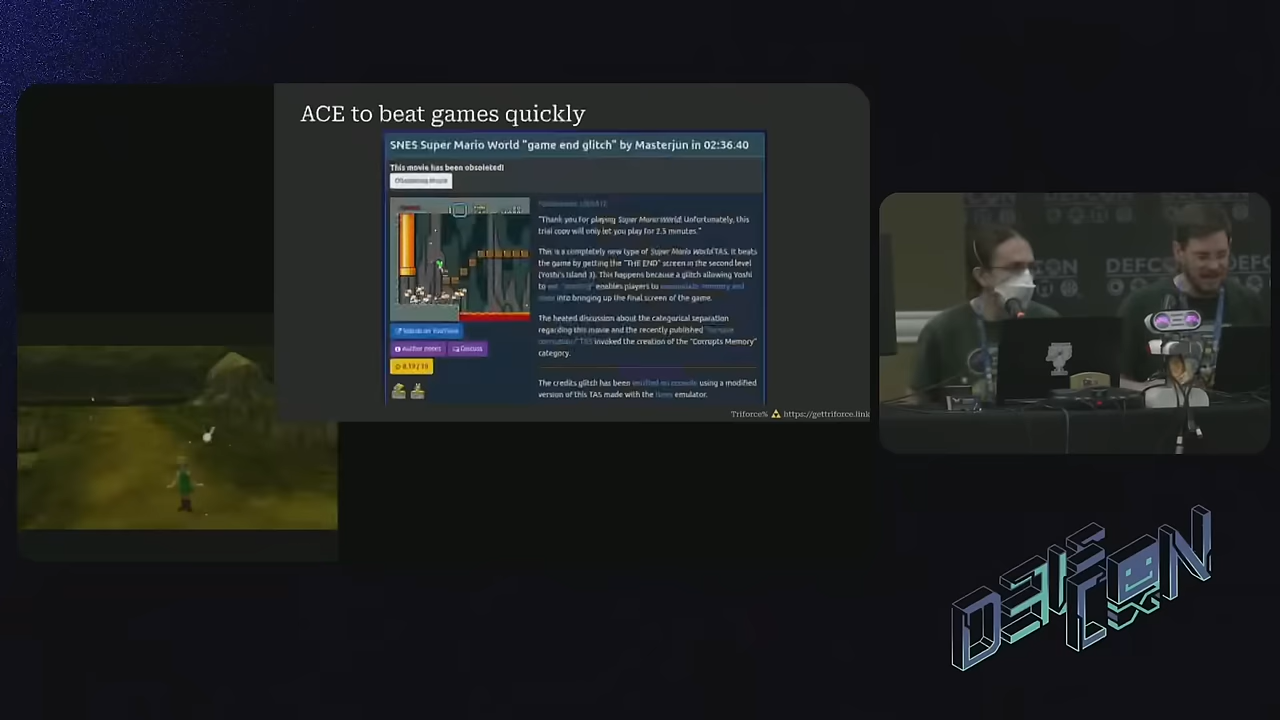 ACE to beat games quickly
SNES Super Mario World "game end glitch" by Masterjun in 02:36.40
This movie has been obsoleted!
"Thank you for playing Super Mario World. Unfortunately, this
trial copy will only let you play for 2.5 minutes."
This is a completely new type of Super Mario World TAS. It beats
the game by getting the "THE END" screen in the second level
(Yoshi's Island 3). This happens because a glitch allowing Yoshi
to enables players to
into bringing up the final screen of the game.
The heated discussion about the categorical separation
regarding this movie and the recently published
TAS invoked the creation of the "Corrupts Memory"
category.
Author notes
Discuss
The credits glitch has been using a modified
version of this TAS made with the emulator.
Triforce% https://gettriforce.link
DEFCON
DEFCON